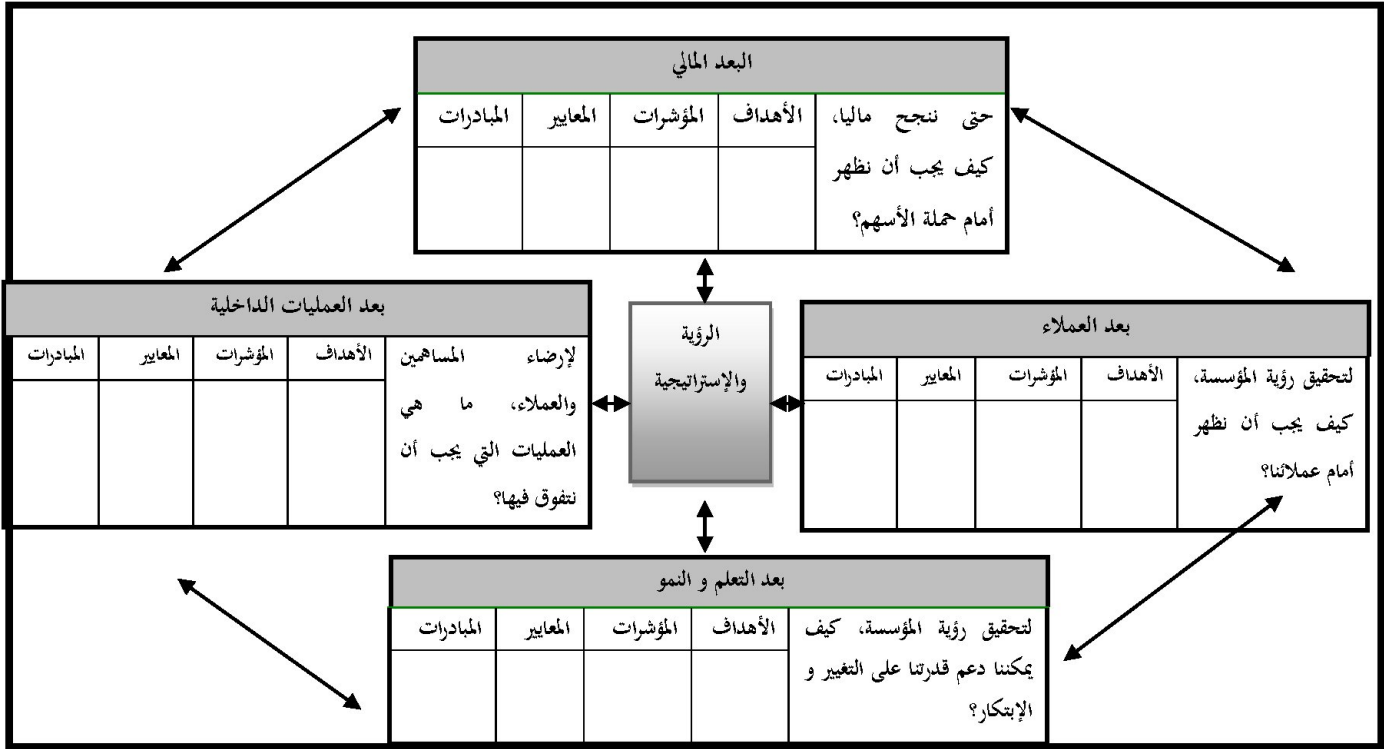 البعد المالي
حتى ننجح ماليا،
كيف يجب أن نظهر
أمام حملة الأسهم؟
الأهداف
المؤشرات
المعايير
المبادرات
بعد العملاء
لتحقيق رؤية المؤسسة،
كيف يجب أن نظهر
أمام عملائنا؟
الأهداف
المؤشرات
المعايير
المبادرات
الرؤية
والإستراتيجية
بعد العمليات الداخلية
لإرضاء المساهمين
والعملاء، ما هي
العمليات التي يجب أن
نتفوق فيها؟
الأهداف
المؤشرات
المعايير
المبادرات
بعد التعلم و النمو
لتحقيق رؤية المؤسسة، كيف
يمكننا دعم قدرتنا على التغيير و
الإبتكار؟
الأهداف
المؤشرات
المعايير
المبادرات